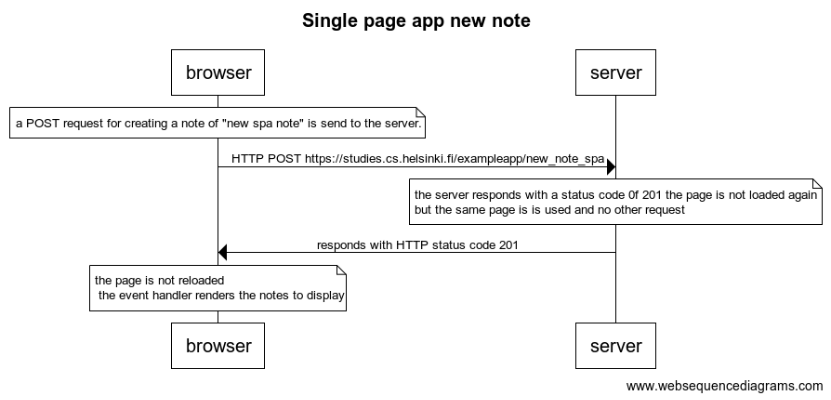 Single page app new note
browser
server
a POST request for creating a note of "new spa note" is send to the server.
HTTP POST https://studies.cs.helsinki.fi/exampleapp/new_note_spa
the server responds with a status code 0f 201 the page is not loaded again
but the same page is is used and no other request
responds with HTTP status code 201
the page is not reloaded
the event handler renders the notes to display
browser
server
www.websequencediagrams.com